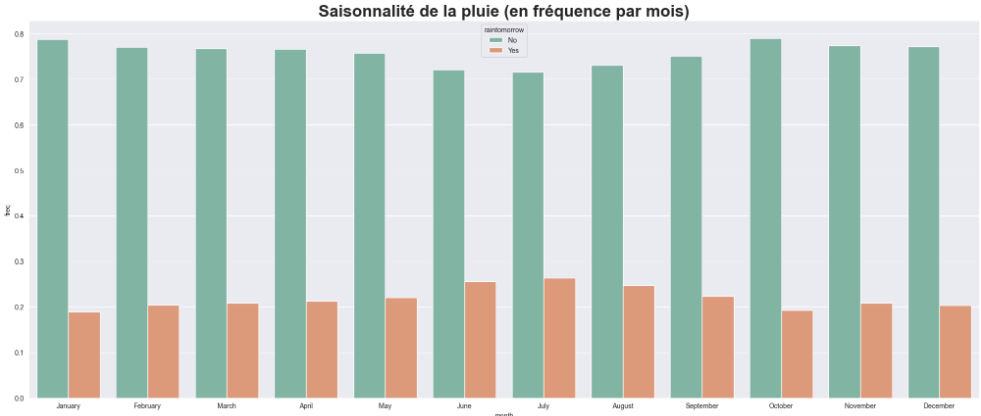 Saisonnalité de la pluie (en fréquence par mois)
raintomorrow
No
Yes
0.8
0.7
0.6
0.5
0.4
0.3
0.2
0.1
0.0
frec
January February March April May June July August September October November December
month